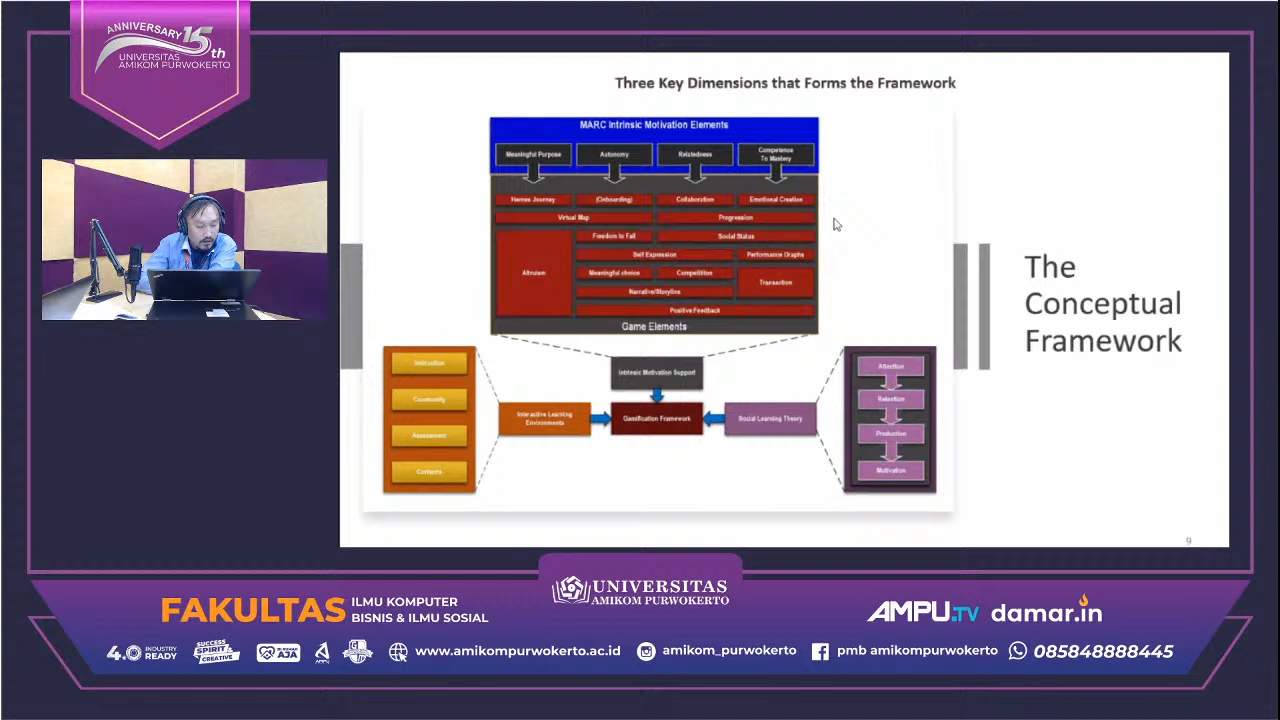 ANNIVERSARY 15th
UNIVERSITAS
AMIKOM PURWOKERTO
Three Key Dimensions that Forms the Framework
MARC Intrinsic Motivation Elements
Meaningful Purpose
Autonomy
Relatedness
Competence
To Mastery
Heroes Journey
(Onboarding)
Collaboration
Emotional Creation
Virtual Map
Progression
Freedom to Fail
Social Status
Altruism
Self Expression
Performance Graphs
Meaningful choice
Competition
Transaction
Narrative/Storyline
Positive Feedback
Game Elements
Instruction
Community
Assessment
Contents
Interactive Learning
Environments
Intrinsic Motivation Support
Gamification Framework
Social Learning Theory
Attention
Retention
Production
Motivation
The
Conceptual
Framework
9
UNIVERSITAS
AMIKOM PURWOKERTO
FAKULTAS
ILMU KOMPUTER
BISNIS & ILMU SOSIAL
AMPU.TV
damar.in
4.0 INDUSTRY
READY
SUCCESS
SPIRIT
CREATIVE
AJA
www.amikompurwokerto.ac.id
amikom_purwokerto
pmb amikompurwokerto
085848888445